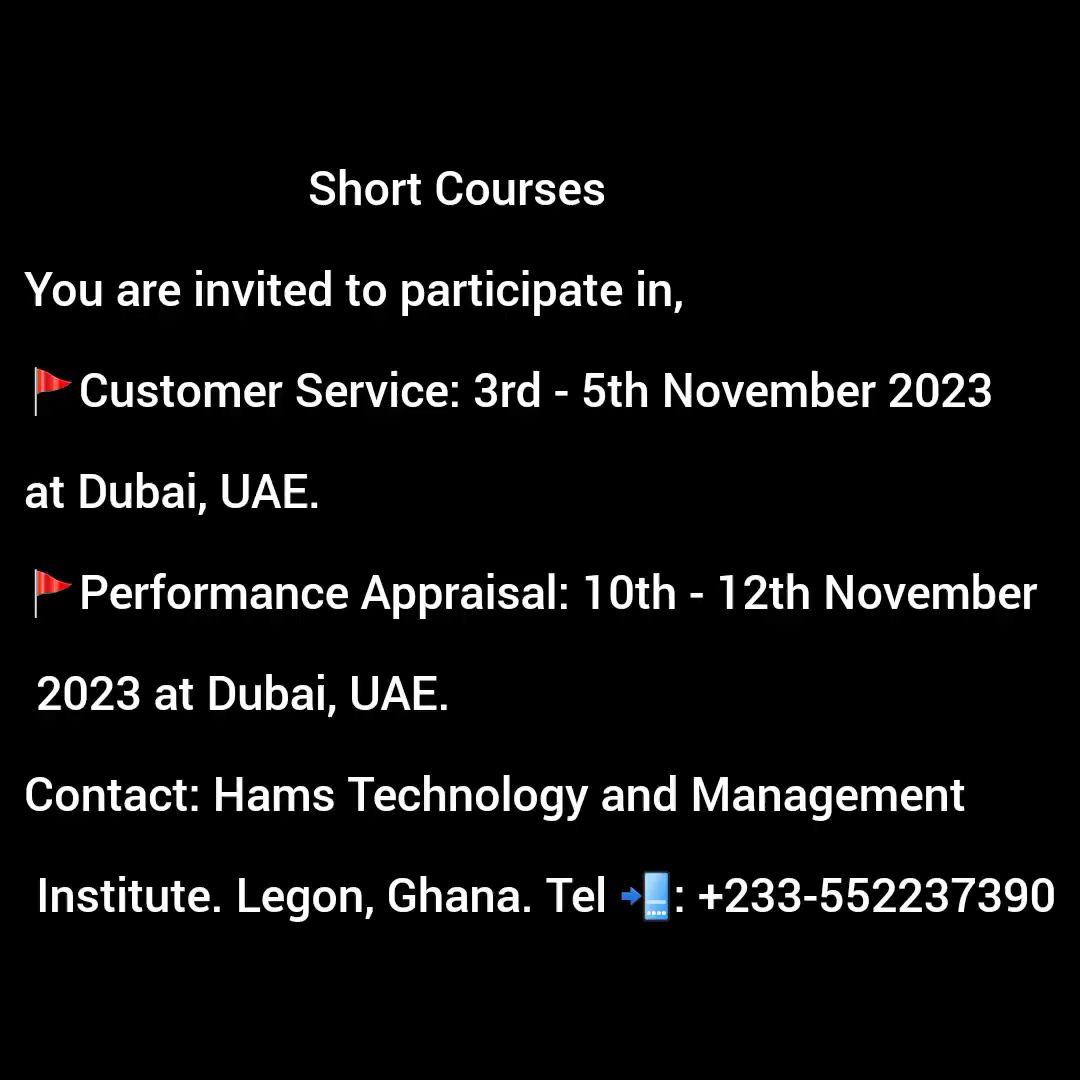 Short Courses
You are invited to participate in,
🚩Customer Service: 3rd - 5th November 2023
at Dubai, UAE.
🚩Performance Appraisal: 10th - 12th November
2023 at Dubai, UAE.
Contact: Hams Technology and Management
Institute. Legon, Ghana. Tel 📲: +233-552237390